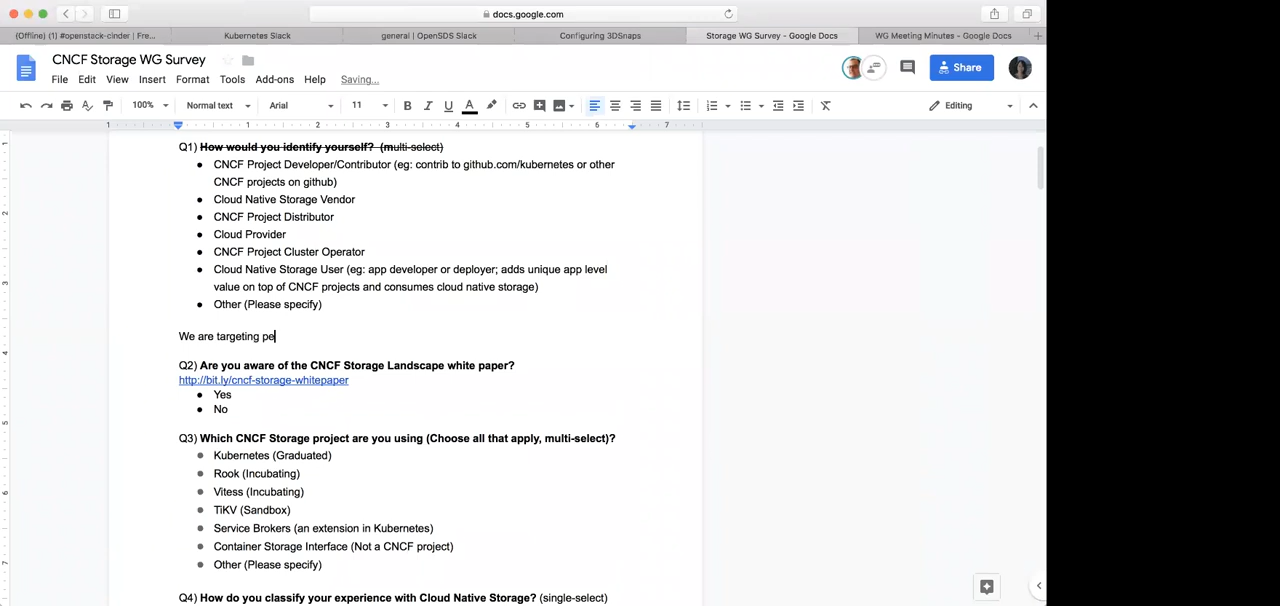 docs.google.com
(Offline) (1) #openstack-cinder | Fre...
Kubernetes Slack
general | OpenSDS Slack
Configuring 3DSnaps
Storage WG Survey - Google Docs
WG Meeting Minutes - Google Docs
CNCF Storage WG Survey
File Edit View Insert Format Tools Add-ons Help Saving...
Share
100% Normal text Arial 11 B I U A Editing
1 1 2 3 4 5 6 7
Q1) How would you identify yourself? (multi-select)
● CNCF Project Developer/Contributor (eg: contrib to github.com/kubernetes or other
CNCF projects on github)
● Cloud Native Storage Vendor
● CNCF Project Distributor
● Cloud Provider
● CNCF Project Cluster Operator
● Cloud Native Storage User (eg: app developer or deployer; adds unique app level
value on top of CNCF projects and consumes cloud native storage)
● Other (Please specify)
We are targeting pe
Q2) Are you aware of the CNCF Storage Landscape white paper?
http://bit.ly/cncf-storage-whitepaper
● Yes
● No
Q3) Which CNCF Storage project are you using (Choose all that apply, multi-select)?
● Kubernetes (Graduated)
● Rook (Incubating)
● Vitess (Incubating)
● TiKV (Sandbox)
● Service Brokers (an extension in Kubernetes)
● Container Storage Interface (Not a CNCF project)
● Other (Please specify)
Q4) How do you classify your experience with Cloud Native Storage? (single-select)